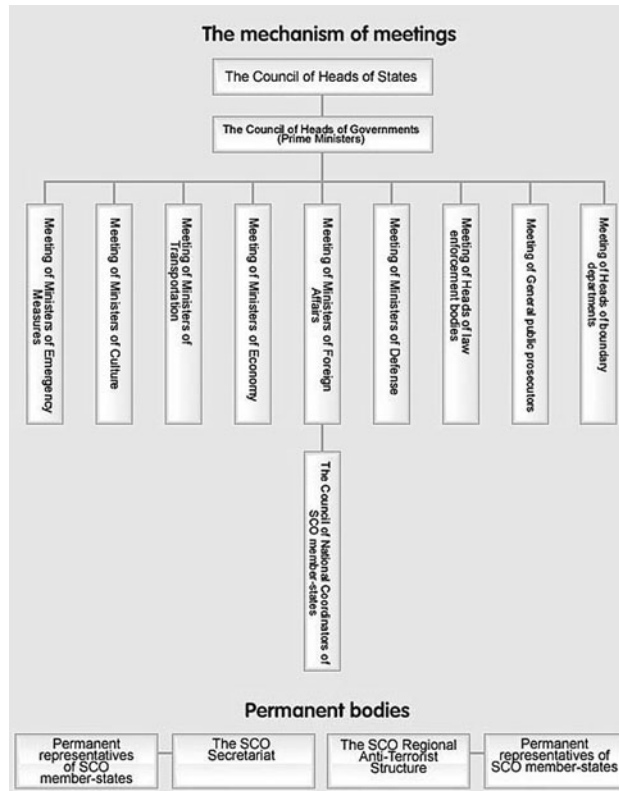 The mechanism of meetings
The Council of Heads of States
The Council of Heads of Governments
(Prime Ministers)
Meeting of Ministers of Emergency
Measures
Meeting of Ministers of Culture
Meeting of Ministers of
Transportation
Meeting of Ministers of Economy
Meeting of Ministers of Foreign
Affairs
Meeting of Ministers of Defense
Meeting of Heads of law
enforcement bodies
Meeting of General public prosecutors
Meeting of Heads of boundary
departments
The Council of National Coordinators of
SCO member-states
Permanent bodies
Permanent
representatives
of SCO
member-states
The SCO
Secretariat
The SCO Regional
Anti-Terrorist
Structure
Permanent
representatives of
SCO member-states